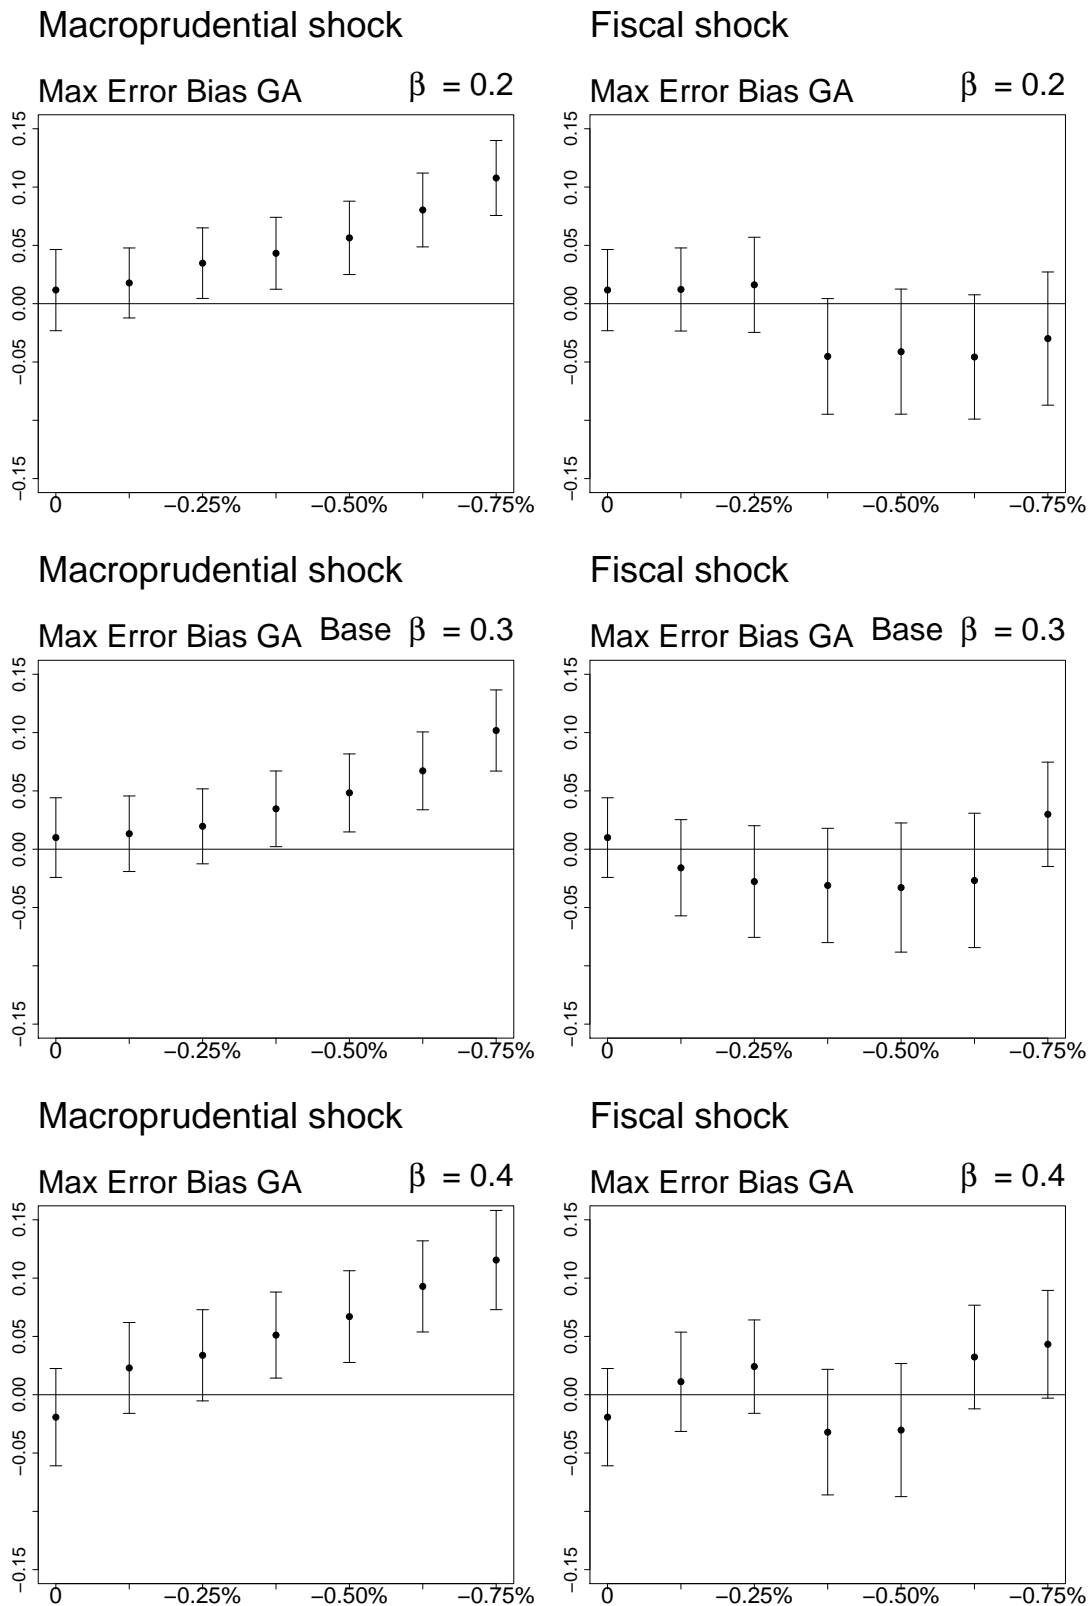 Macroprudential shock
Max Error Bias GA β = 0.2
0.15
0.10
0.05
0.00
−0.05
−0.15
0 −0.25% −0.50% −0.75%
Fiscal shock
Max Error Bias GA β = 0.2
0.15
0.10
0.05
0.00
−0.05
−0.15
0 −0.25% −0.50% −0.75%
Macroprudential shock
Max Error Bias GA Base β = 0.3
0.15
0.10
0.05
0.00
−0.05
−0.15
0 −0.25% −0.50% −0.75%
Fiscal shock
Max Error Bias GA Base β = 0.3
0.15
0.10
0.05
0.00
−0.05
−0.15
0 −0.25% −0.50% −0.75%
Macroprudential shock
Max Error Bias GA β = 0.4
0.15
0.10
0.05
0.00
−0.05
−0.15
0 −0.25% −0.50% −0.75%
Fiscal shock
Max Error Bias GA β = 0.4
0.15
0.10
0.05
0.00
−0.05
−0.15
0 −0.25% −0.50% −0.75%